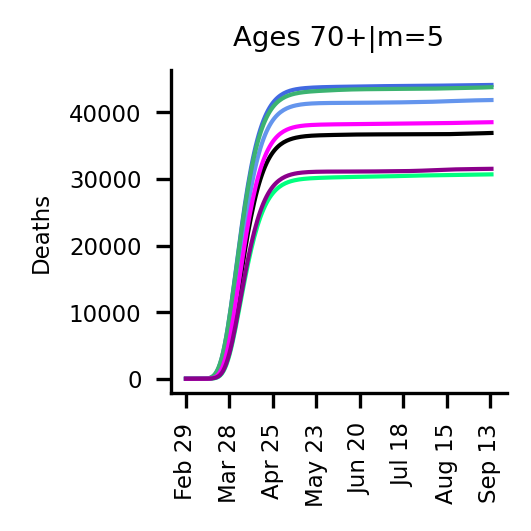 Ages 70+|m=5
Deaths
40000
30000
20000
10000
0
Feb 29
Mar 28
Apr 25
May 23
Jun 20
Jul 18
Aug 15
Sep 13